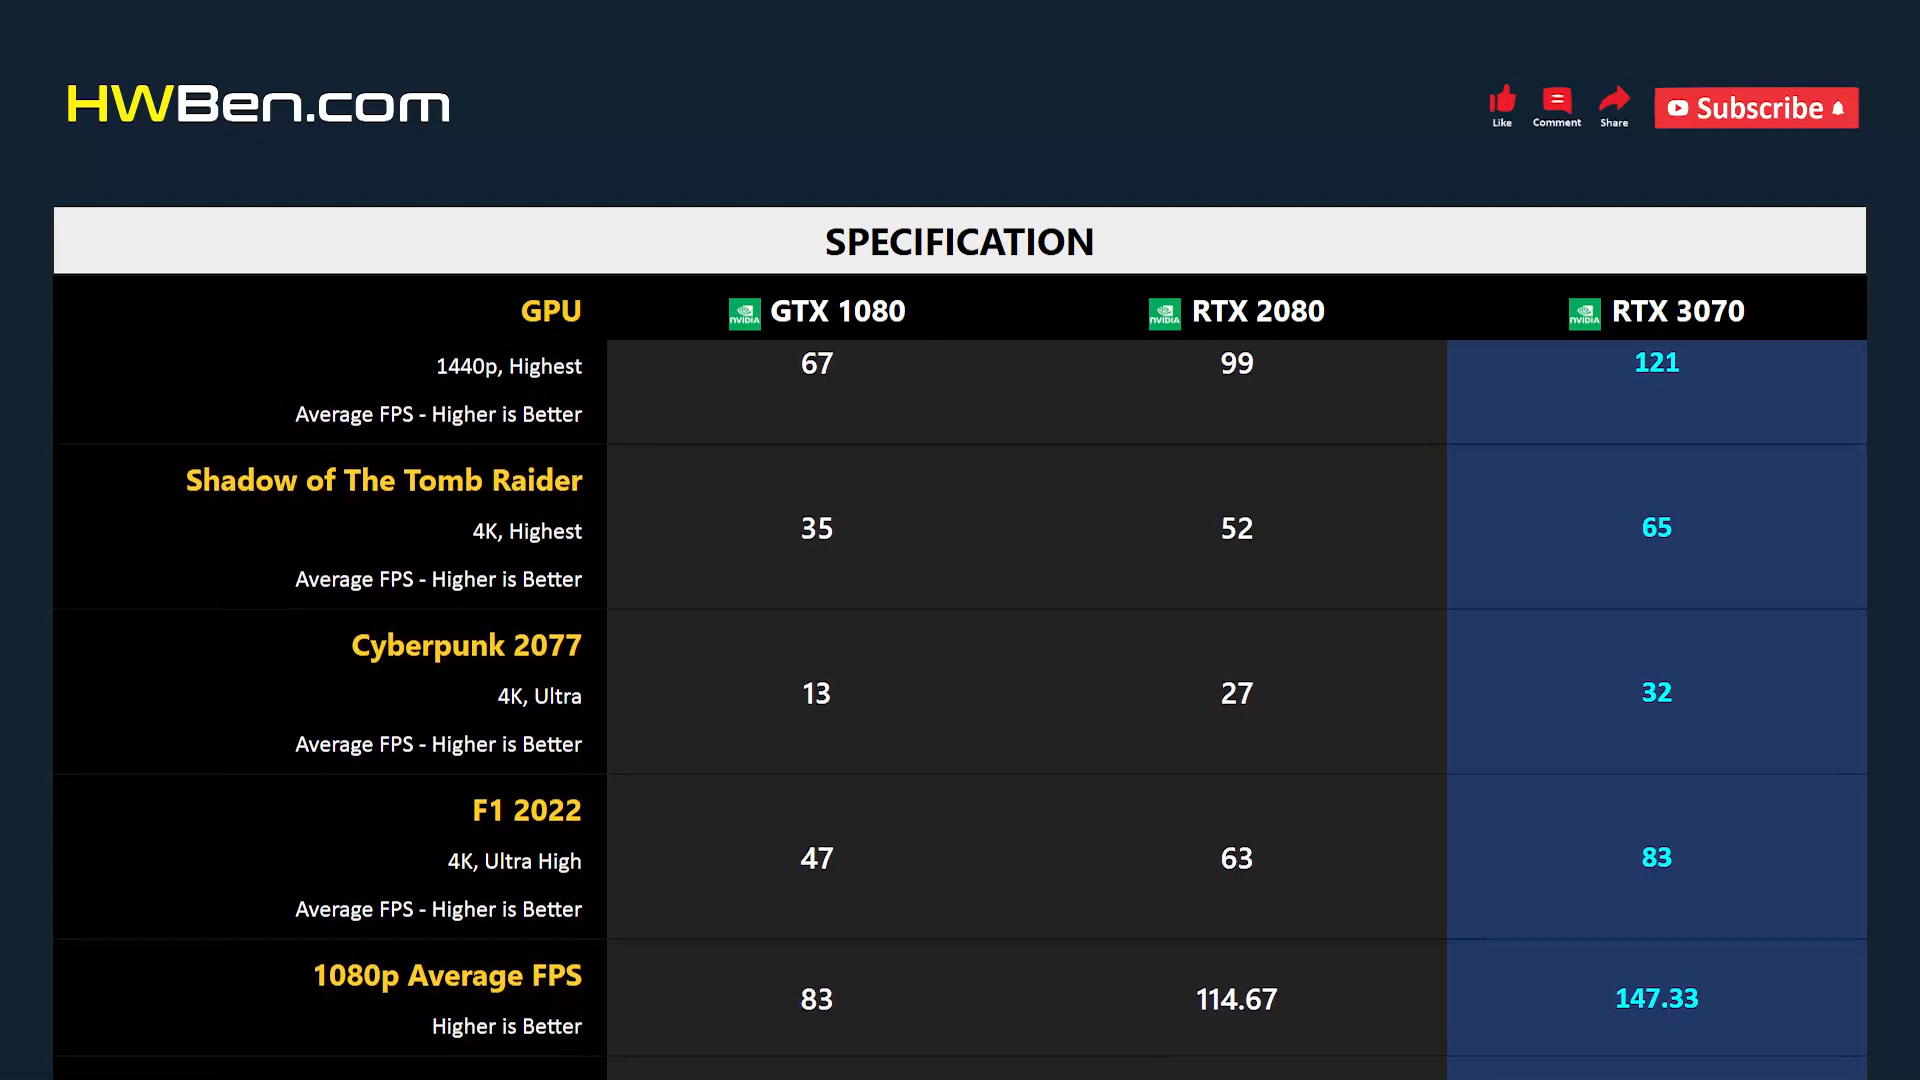 HWBen.com
Like
Comment
Share
Subscribe
SPECIFICATION
GPU
NVIDIA GTX 1080
NVIDIA RTX 2080
NVIDIA RTX 3070
1440p, Highest
67
99
121
Average FPS - Higher is Better
Shadow of The Tomb Raider
4K, Highest
35
52
65
Average FPS - Higher is Better
Cyberpunk 2077
4K, Ultra
13
27
32
Average FPS - Higher is Better
F1 2022
4K, Ultra High
47
63
83
Average FPS - Higher is Better
1080p Average FPS
83
114.67
147.33
Higher is Better